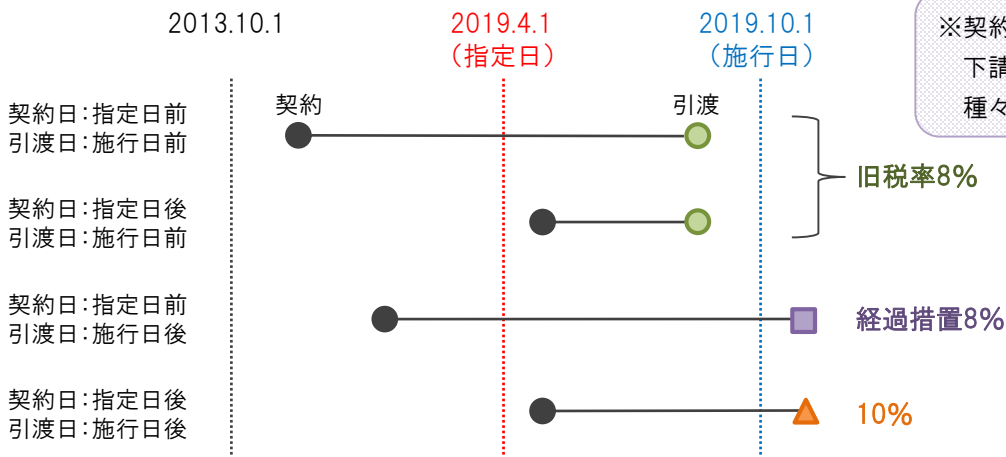 2013.10.1
2019.4.1
（指定日）
2019.10.1
（施行日）
※契約
下請
種々
契約
引渡
契約日：指定日前
引渡日：施行日前
旧税率8%
契約日：指定日後
引渡日：施行日前
契約日：指定日前
引渡日：施行日後
経過措置8%
契約日：指定日後
引渡日：施行日後
10%